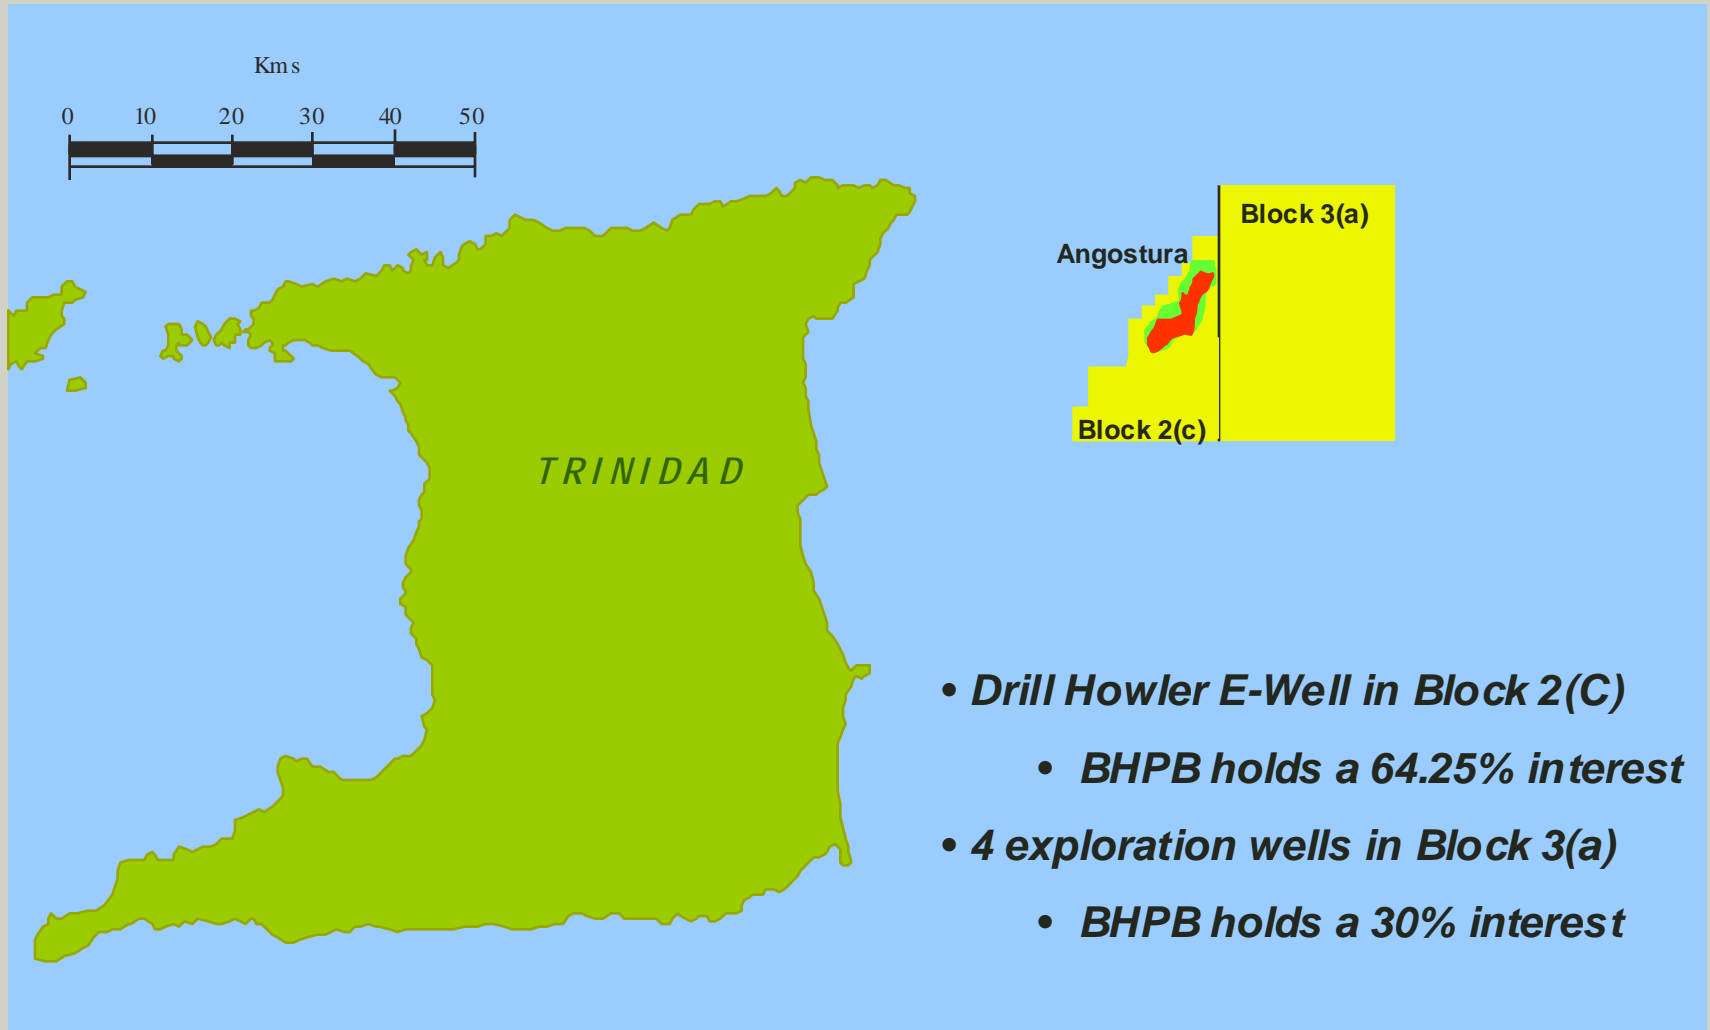 Kms
0 10 20 30 40 50
Block 3(a)
Angostura
Block 2(c)
TRINIDAD
• Drill Howler E-Well in Block 2(C)
• BHPB holds a 64.25% interest
• 4 exploration wells in Block 3(a)
• BHPB holds a 30% interest